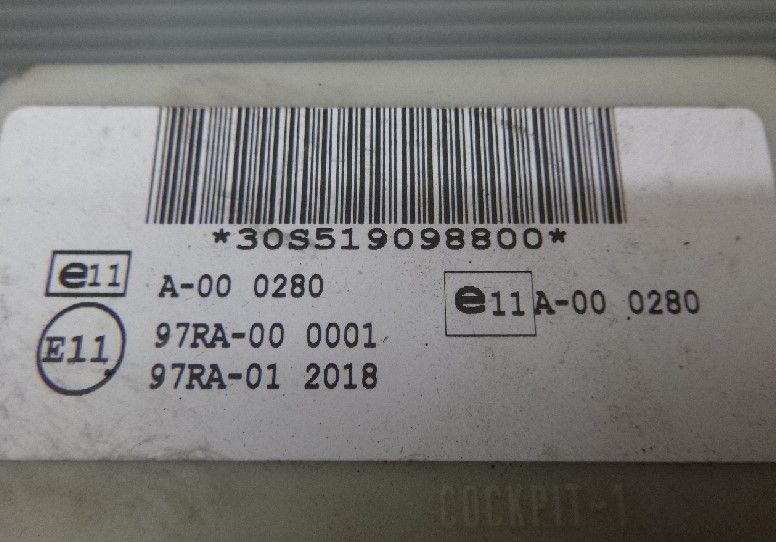 *30S519098800*
e11 A-00 0280
e11 A-00 0280
E11 97RA-00 0001
97RA-01 2018
COCKPIT-1